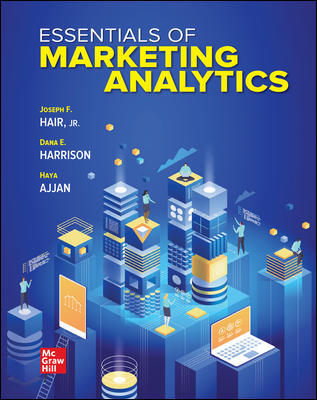 ESSENTIALS OF
MARKETING
ANALYTICS
JOSEPH F.
HAIR, JR.
DANA E.
HARRISON
HAYA
AJJAN
Mc
Graw
Hill